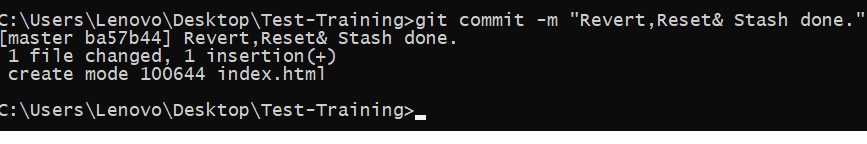 C:\Users\Lenovo\Desktop\Test-Training>git commit -m "Revert,Reset& Stash done."
[master ba57b44] Revert,Reset& Stash done.
 1 file changed, 1 insertion(+)
 create mode 100644 index.html
C:\Users\Lenovo\Desktop\Test-Training>